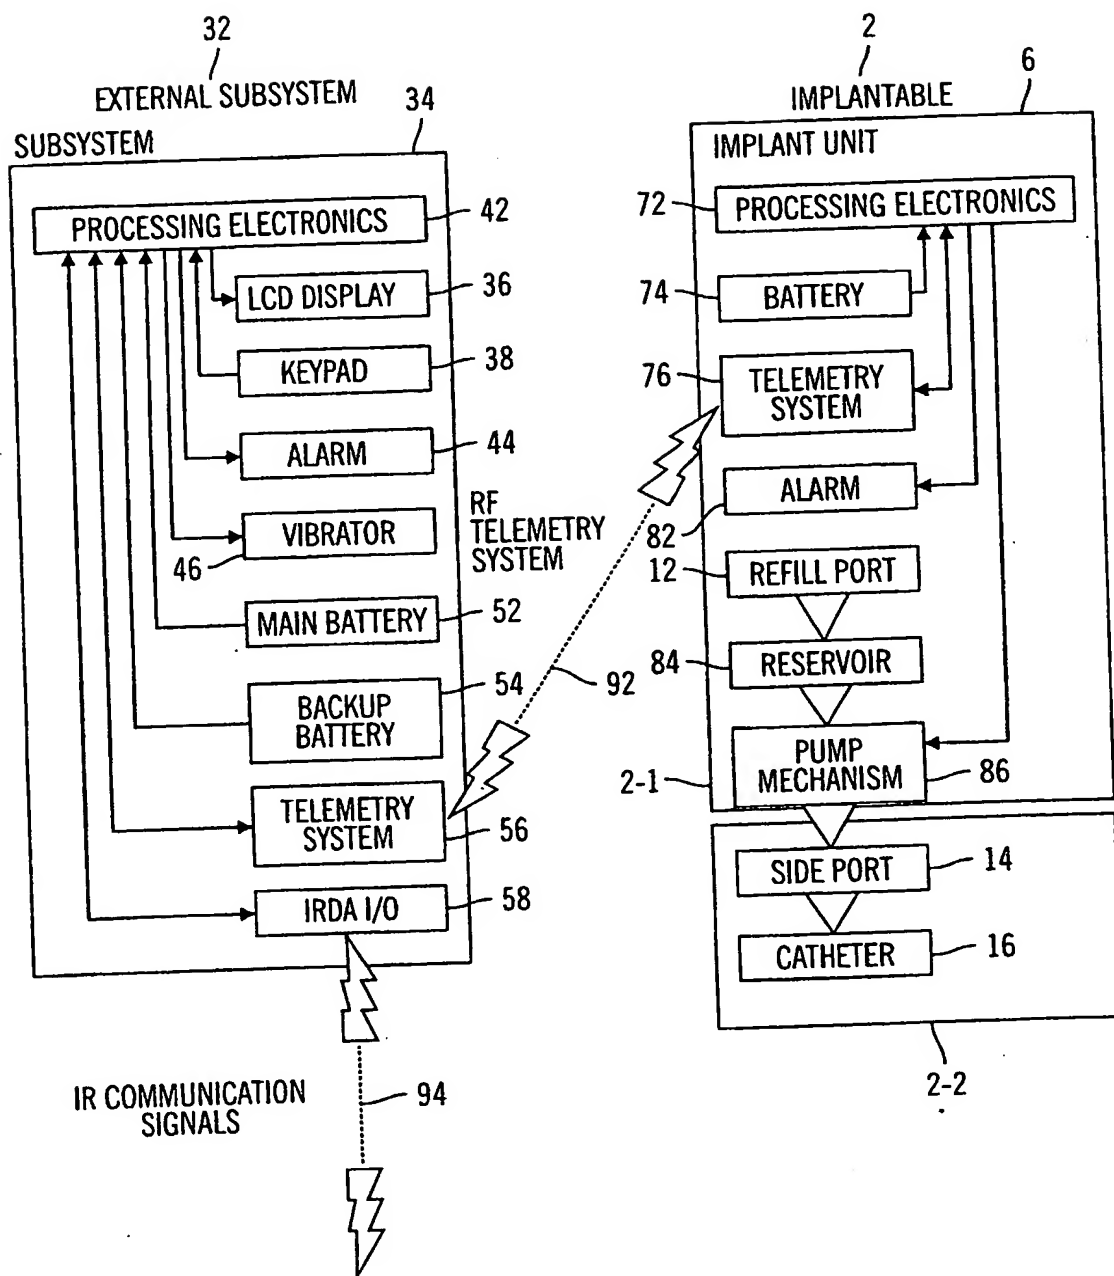 32
EXTERNAL SUBSYSTEM
34
SUBSYSTEM
PROCESSING ELECTRONICS
42
LCD DISPLAY
36
KEYPAD
38
ALARM
44
VIBRATOR
46
RF
TELEMETRY
SYSTEM
MAIN BATTERY
52
BACKUP
BATTERY
54
TELEMETRY
SYSTEM
56
IRDA I/O
58
IR COMMUNICATION
SIGNALS
94
92
2
IMPLANTABLE
6
IMPLANT UNIT
72
PROCESSING ELECTRONICS
74
BATTERY
76
TELEMETRY
SYSTEM
ALARM
82
12
REFILL PORT
84
RESERVOIR
PUMP
MECHANISM
2-1
86
SIDE PORT
14
CATHETER
16
2-2